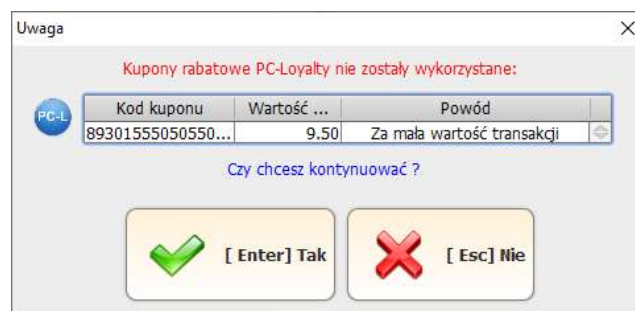 Uwaga
Kupony rabatowe PC-Loyalty nie zostały wykorzystane:
PC-L
Kod kuponu Wartość ... Powód
89301555050550... 9.50 Za mała wartość transakcji
Czy chcesz kontynuować ?
[ Enter] Tak [ Esc] Nie